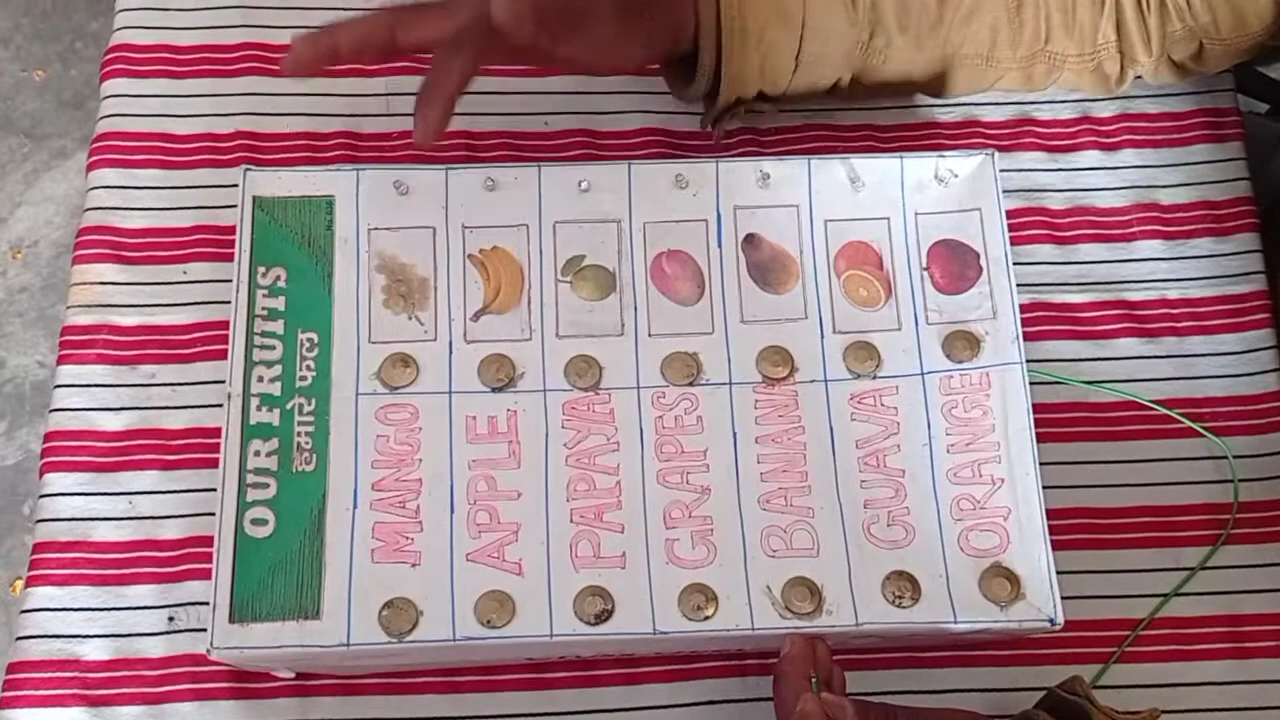 OUR FRUITS
हमारे फल
MANGO
APPLE
PAPAYA
GRAPES
BANANA
GUAVA
ORANGE